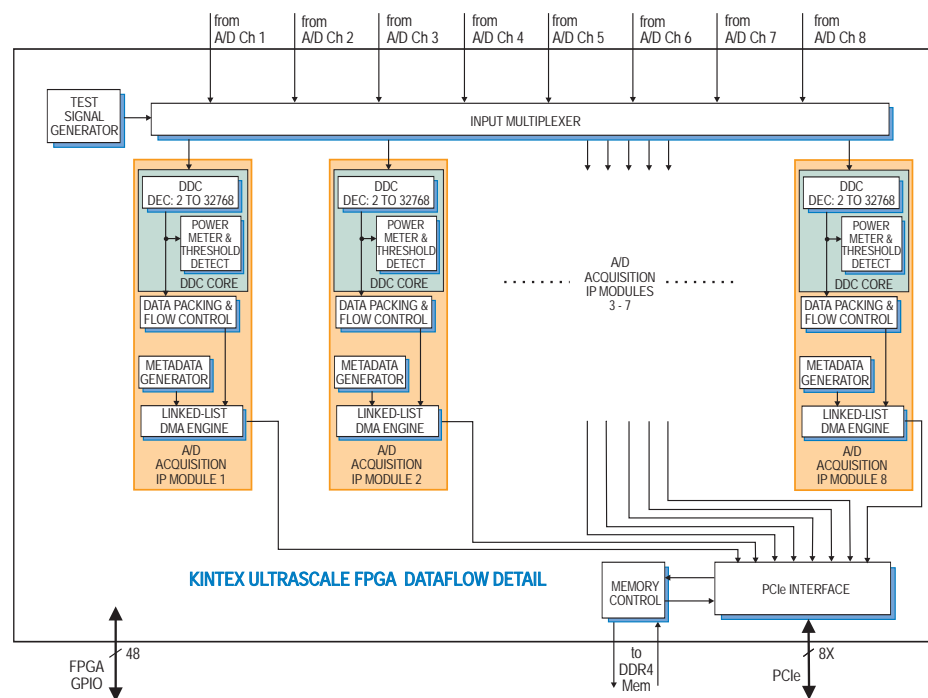 from
A/D Ch 1
from
A/D Ch 2
from
A/D Ch 3
from
A/D Ch 4
from
A/D Ch 5
from
A/D Ch 6
from
A/D Ch 7
from
A/D Ch 8
TEST
SIGNAL
GENERATOR
INPUT MULTIPLEXER
DDC
DEC: 2 TO 32768
POWER
METER &
THRESHOLD
DETECT
DDC CORE
DATA PACKING &
FLOW CONTROL
METADATA
GENERATOR
LINKED-LIST
DMA ENGINE
A/D
ACQUISITION
IP MODULE 1
DDC
DEC: 2 TO 32768
POWER
METER &
THRESHOLD
DETECT
DDC CORE
DATA PACKING &
FLOW CONTROL
METADATA
GENERATOR
LINKED-LIST
DMA ENGINE
A/D
ACQUISITION
IP MODULE 2
A/D
ACQUISITION
IP MODULES
3 - 7
DDC
DEC: 2 TO 32768
POWER
METER &
THRESHOLD
DETECT
DDC CORE
DATA PACKING &
FLOW CONTROL
METADATA
GENERATOR
LINKED-LIST
DMA ENGINE
A/D
ACQUISITION
IP MODULE 8
KINTEX ULTRASCALE FPGA DATAFLOW DETAIL
MEMORY
CONTROL
PCIe INTERFACE
48
FPGA
GPIO
to
DDR4
Mem
8X
PCIe